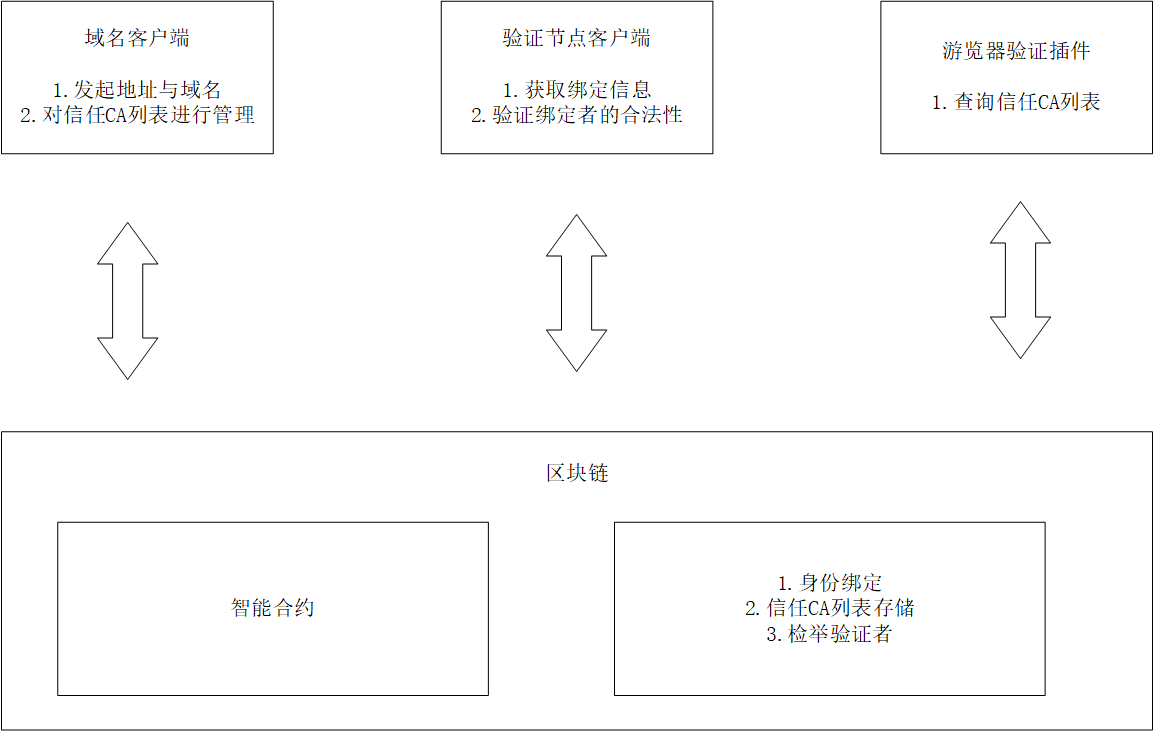 域名客户端
1.发起地址与域名
2.对信任CA列表进行管理
验证节点客户端
1.获取绑定信息
2.验证绑定者的合法性
游览器验证插件
1.查询信任CA列表
区块链
智能合约
1.身份绑定
2.信任CA列表存储
3.检举验证者